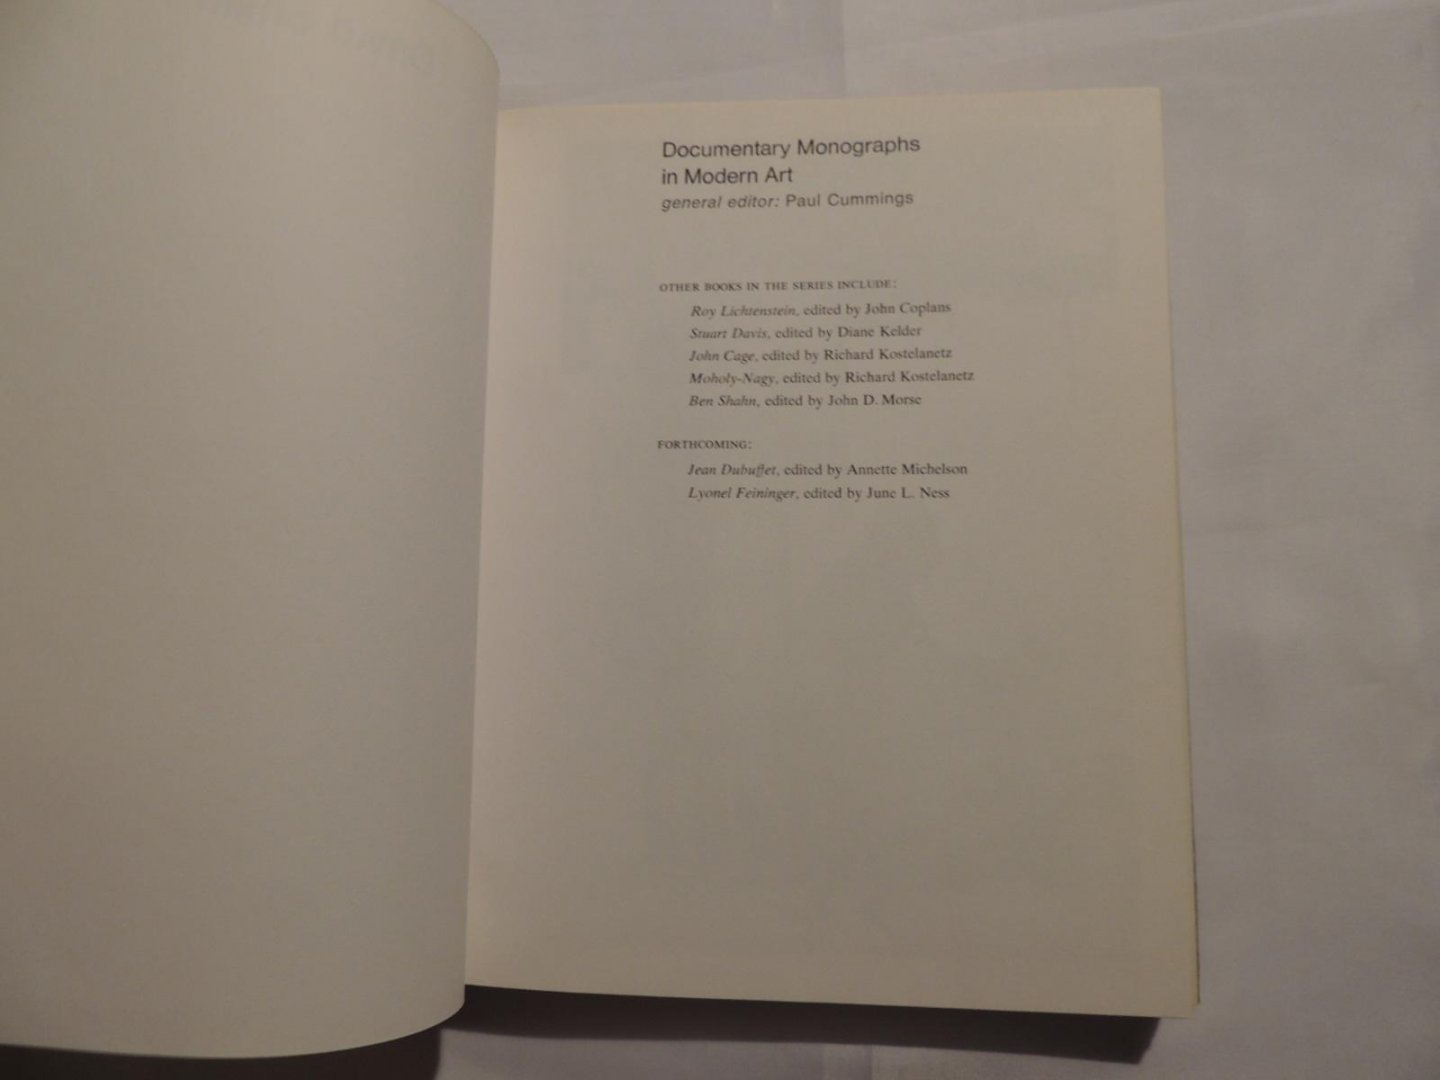 Documentary Monographs
in Modern Art
general editor: Paul Cummings
OTHER BOOKS IN THE SERIES INCLUDE:
Roy Lichtenstein, edited by John Coplans
Stuart Davis, edited by Diane Kelder
John Cage, edited by Richard Kostelanetz
Moholy-Nagy, edited by Richard Kostelanetz
Ben Shahn, edited by John D. Morse
FORTHCOMING:
Jean Dubuffet, edited by Annette Michelson
Lyonel Feininger, edited by June L. Ness